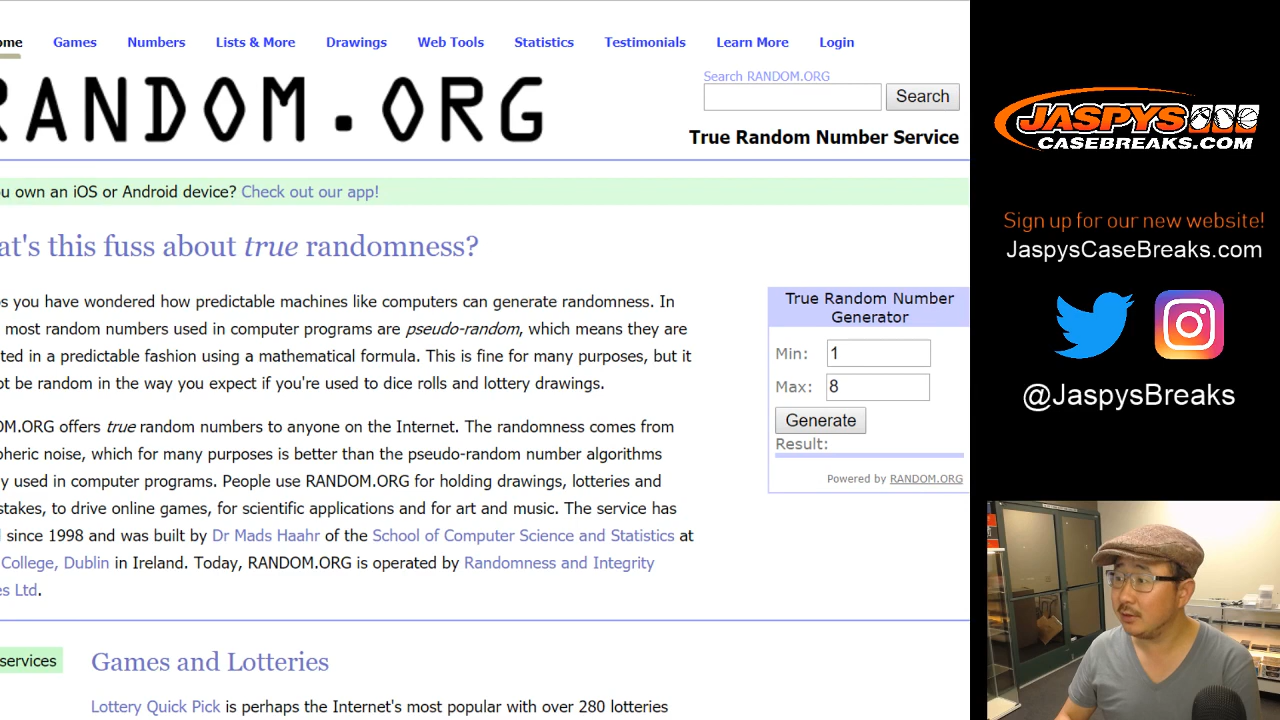 ome Games Numbers Lists & More Drawings Web Tools Statistics Testimonials Learn More Login
RANDOM.ORG
Search RANDOM.ORG
Search
True Random Number Service
u own an iOS or Android device? Check out our app!
at's this fuss about true randomness?
s you have wondered how predictable machines like computers can generate randomness. In
most random numbers used in computer programs are pseudo-random, which means they are
ted in a predictable fashion using a mathematical formula. This is fine for many purposes, but it
ot be random in the way you expect if you're used to dice rolls and lottery drawings.
OM.ORG offers true random numbers to anyone on the Internet. The randomness comes from
pheric noise, which for many purposes is better than the pseudo-random number algorithms
y used in computer programs. People use RANDOM.ORG for holding drawings, lotteries and
stakes, to drive online games, for scientific applications and for art and music. The service has
since 1998 and was built by Dr Mads Haahr of the School of Computer Science and Statistics at
College, Dublin in Ireland. Today, RANDOM.ORG is operated by Randomness and Integrity
es Ltd.
True Random Number
Generator
Min: 1
Max: 8
Generate
Result:
Powered by RANDOM.ORG
services
Games and Lotteries
Lottery Quick Pick is perhaps the Internet's most popular with over 280 lotteries
JASPYS
CASEBREAKS.COM
Sign up for our new website!
JaspysCaseBreaks.com
@JaspysBreaks